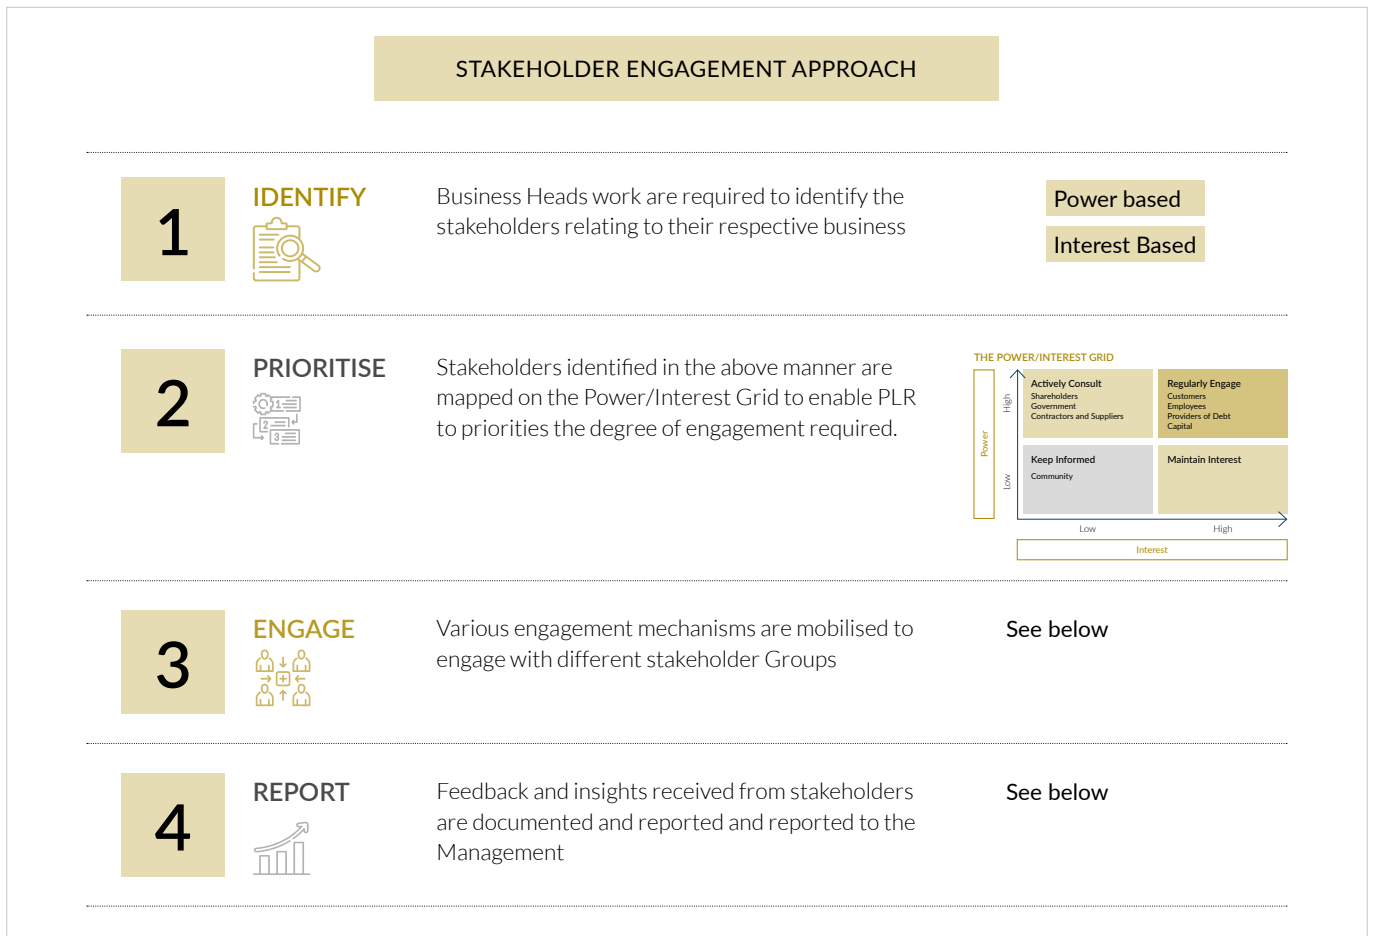 STAKEHOLDER ENGAGEMENT APPROACH
1
IDENTIFY
Business Heads work are required to identify the
stakeholders relating to their respective business
Power based
Interest Based
2
PRIORITISE
1
2
3
Stakeholders identified in the above manner are
mapped on the Power/Interest Grid to enable PLR
to priorities the degree of engagement required.
THE POWER/INTEREST GRID
Power
High
Low
Actively Consult
Shareholders
Government
Contractors and Suppliers
Regularly Engage
Customers
Employees
Providers of Debt
Capital
Keep Informed
Community
Maintain Interest
Low
High
Interest
3
ENGAGE
Various engagement mechanisms are mobilised to
engage with different stakeholder Groups
See below
4
REPORT
Feedback and insights received from stakeholders
are documented and reported and reported to the
Management
See below